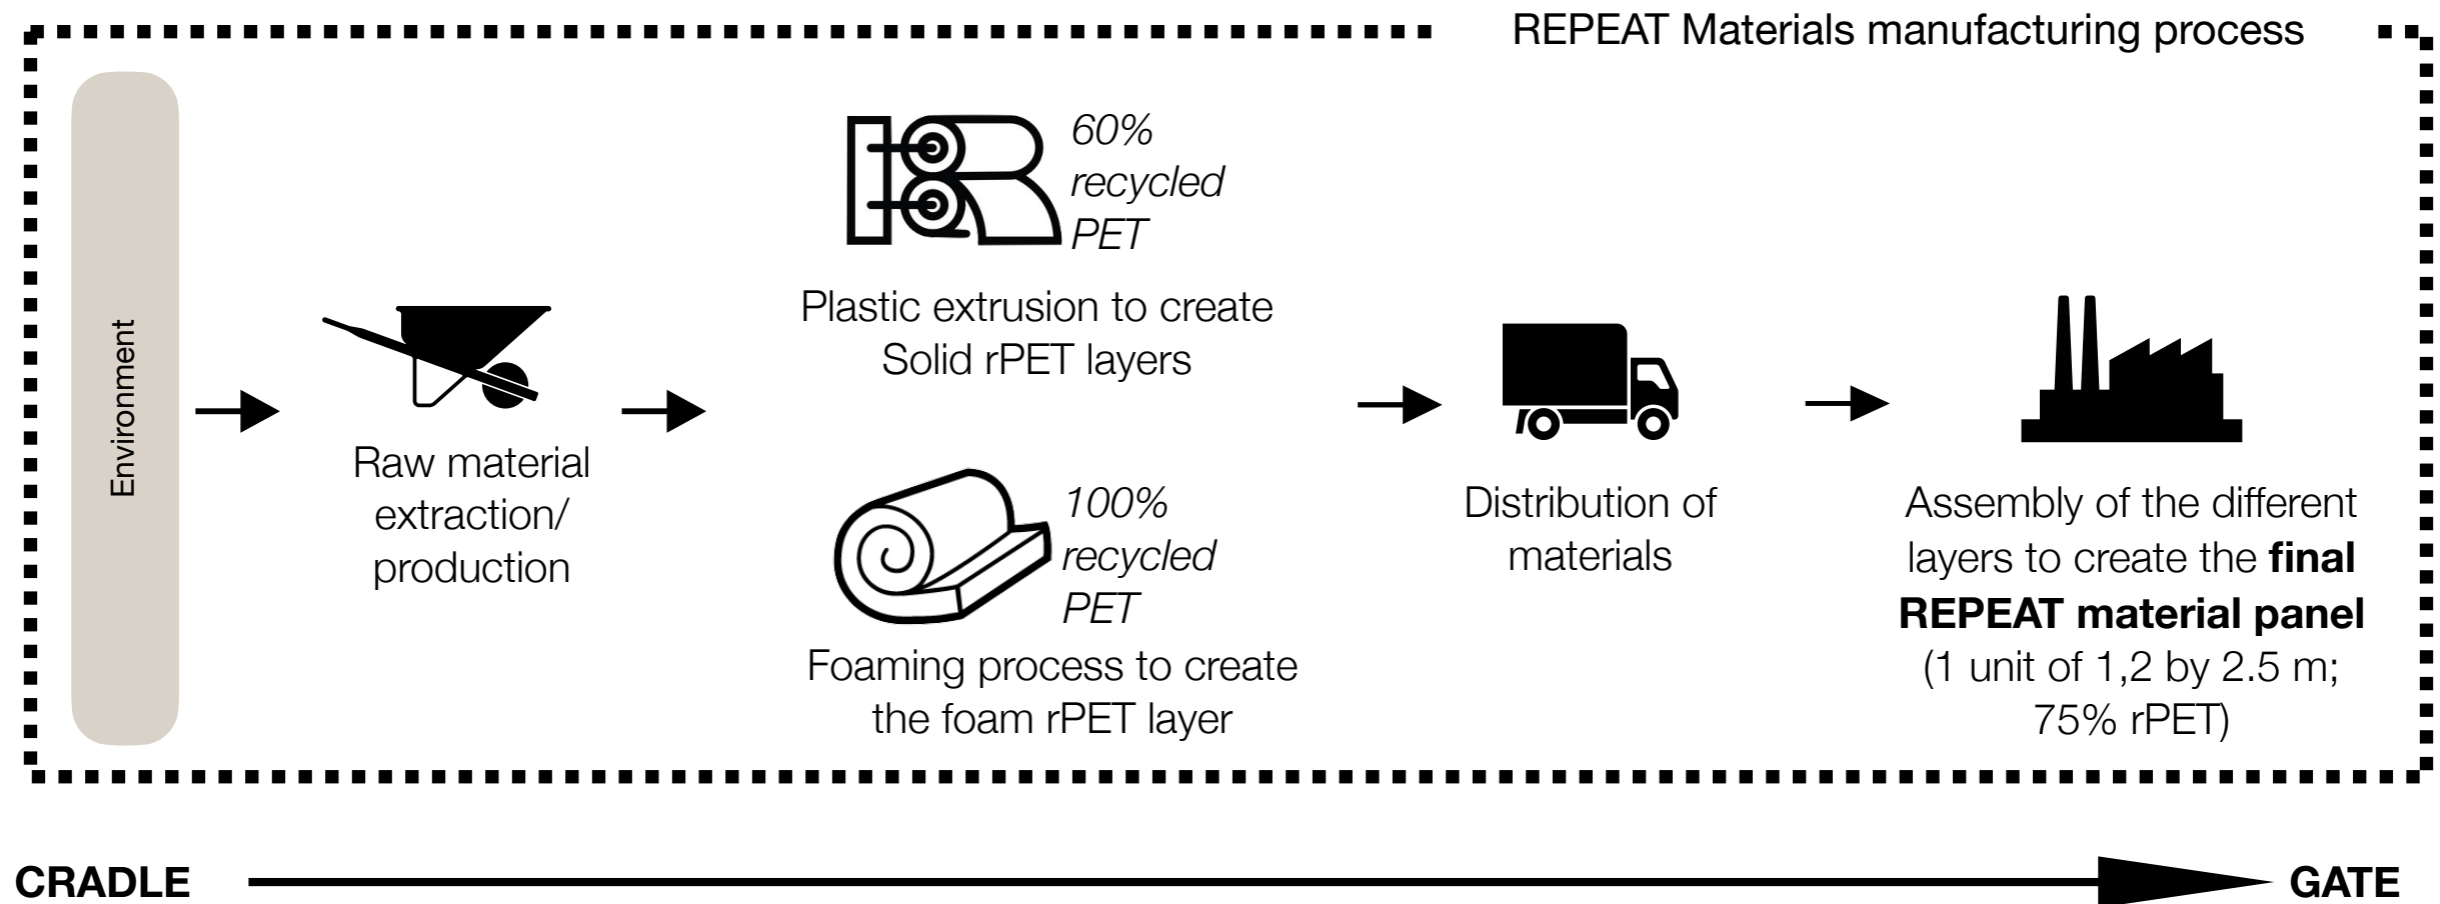 REPEAT Materials manufacturing process
Environment
Raw material
extraction/
production
60%
recycled
PET
Plastic extrusion to create
Solid rPET layers
100%
recycled
PET
Foaming process to create
the foam rPET layer
Distribution of
materials
Assembly of the different
layers to create the final
REPEAT material panel
(1 unit of 1,2 by 2.5 m;
75% rPET)
CRADLE
GATE